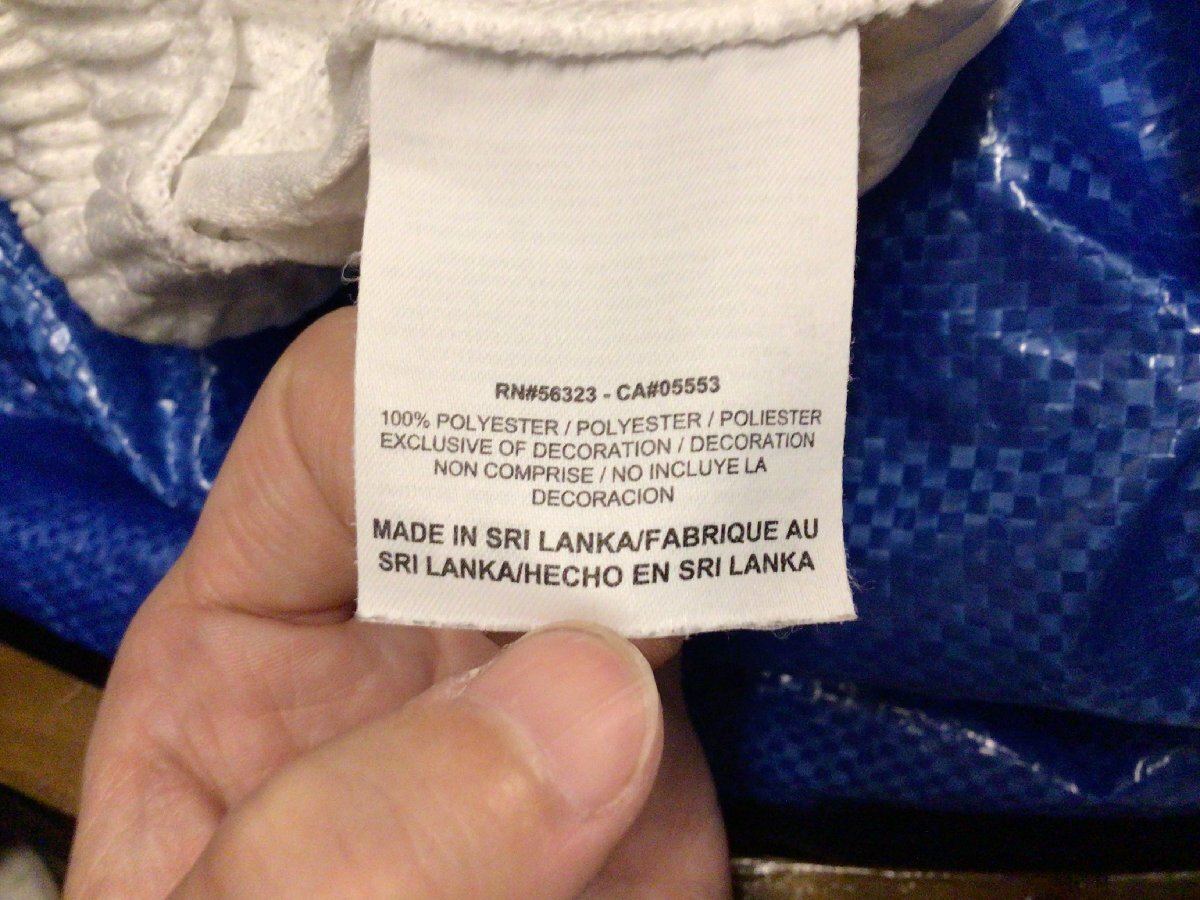 RN#56323 - CA#05553
100% POLYESTER / POLYESTER / POLIESTER
EXCLUSIVE OF DECORATION / DECORATION
NON COMPRISE / NO INCLUYE LA
DECORACION
MADE IN SRI LANKA/FABRIQUE AU
SRI LANKA/HECHO EN SRI LANKA